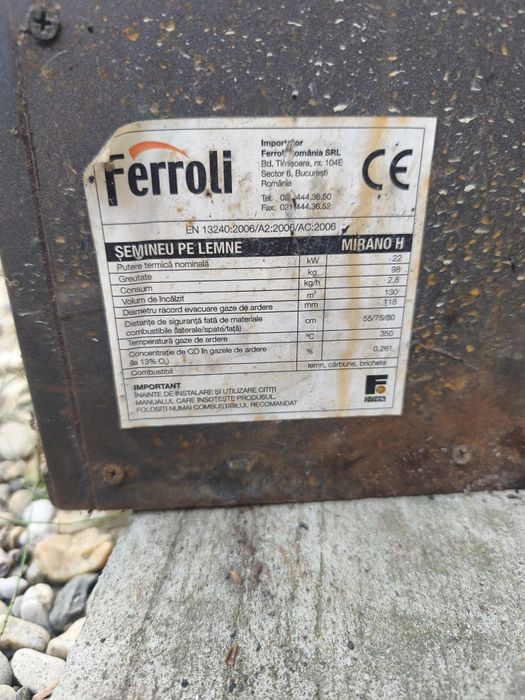 Ferroli
Importator
Ferroli România SRL
Bd. Timișoara, nr. 104E
Sector 6, București
România
Tel.: 021.444.36.50
Fax: 021.444.36.52
CE
EN 13240:2006/A2:2006/AC:2006
ȘEMINEU PE LEMNE MIRANO H
Putere termică nominală kW 22
Greutate kg 98
Consum kg/h 2,8
Volum de încălzit m³ 130
Diametru racord evacuare gaze de ardere mm 118
Distanțe de siguranță fată de materiale
combustibile (laterale/spate/față) cm 55/75/80
Temperatură gaze de ardere °C 350
Concentrație de CO în gazele de ardere
(la 13% O₂) % 0,261
Combustibil lemn, cărbune, brichete
IMPORTANT
ÎNAINTE DE INSTALARE ȘI UTILIZARE CITIȚI
MANUALUL CARE ÎNSOȚEȘTE PRODUSUL.
FOLOSIȚI NUMAI COMBUSTIBILUL RECOMANDAT